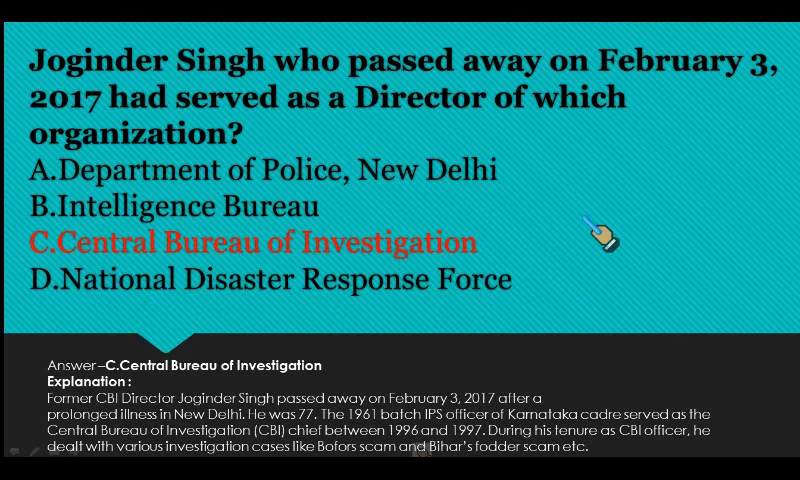 Joginder Singh who passed away on February 3,
2017 had served as a Director of which
organization?
A.Department of Police, New Delhi
B.Intelligence Bureau
C.Central Bureau of Investigation
D.National Disaster Response Force
Answer–C.Central Bureau of Investigation
Explanation :
Former CBI Director Joginder Singh passed away on February 3, 2017 after a
prolonged illness in New Delhi. He was 77. The 1961 batch IPS officer of Karnataka cadre served as the
Central Bureau of Investigation (CBI) chief between 1996 and 1997. During his tenure as CBI officer, he
dealt with various investigation cases like Bofors scam and Bihar's fodder scam etc.